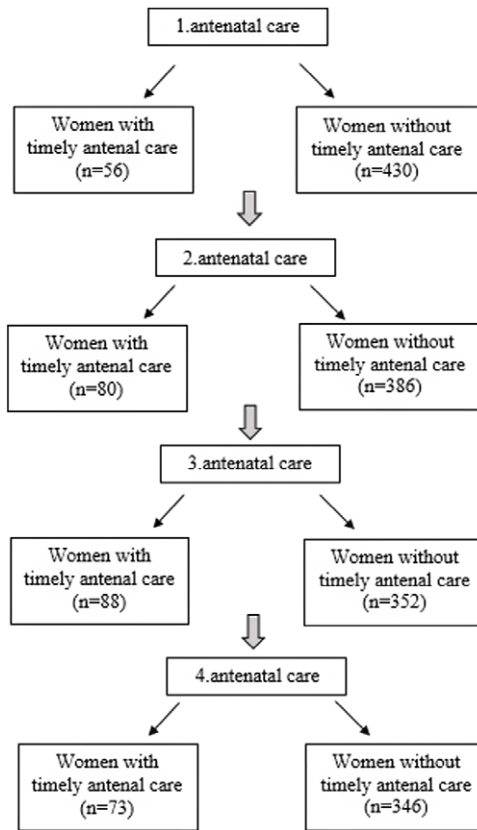 1.antenatal care
Women with
timely antenal care
(n=56)
Women without
timely antenal care
(n=430)
2.antenatal care
Women with
timely antenal care
(n=80)
Women without
timely antenal care
(n=386)
3.antenatal care
Women with
timely antenal care
(n=88)
Women without
timely antenal care
(n=352)
4.antenatal care
Women with
timely antenal care
(n=73)
Women without
timely antenal care
(n=346)